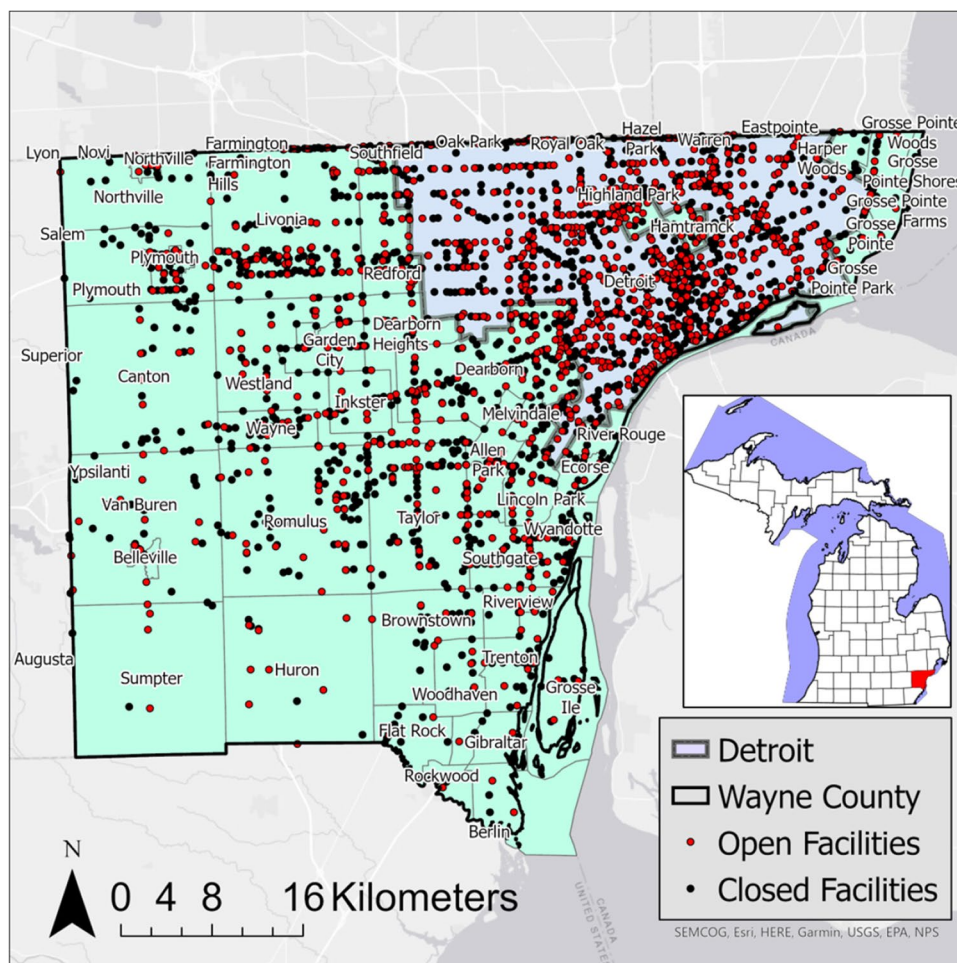 Lyon
Novi
Northville
Farmington
Farmington
Hills
Southfield
Oak Park
Royal Oak
Hazel
Park
Warren
Eastpointe
Harper
Woods
Grosse Pointe
Woods
Grosse
Pointe Shores
Northville
Livonia
Highland Park
Hamtramck
Grosse Pointe
Farms
Grosse
Pointe
Salem
Plymouth
Plymouth
Redford
Detroit
Grosse
Pointe Park
Superior
Canton
Garden
City
Dearborn
Heights
Dearborn
CANADA
Westland
Inkster
Wayne
Melvindale
River Rouge
Allen
Park
Ecorse
Ypsilanti
Van Buren
Romulus
Taylor
Lincoln Park
Wyandotte
Belleville
Southgate
Riverview
Brownstown
Augusta
Sumpter
Huron
Trenton
Woodhaven
Grosse
Ile
Flat Rock
Gibraltar
Rockwood
Berlin
Detroit
Wayne County
Open Facilities
Closed Facilities
N
0 4 8 16 Kilometers
CANADA
UNITED STATES
SEMCOG, Esri, HERE, Garmin, USGS, EPA, NPS